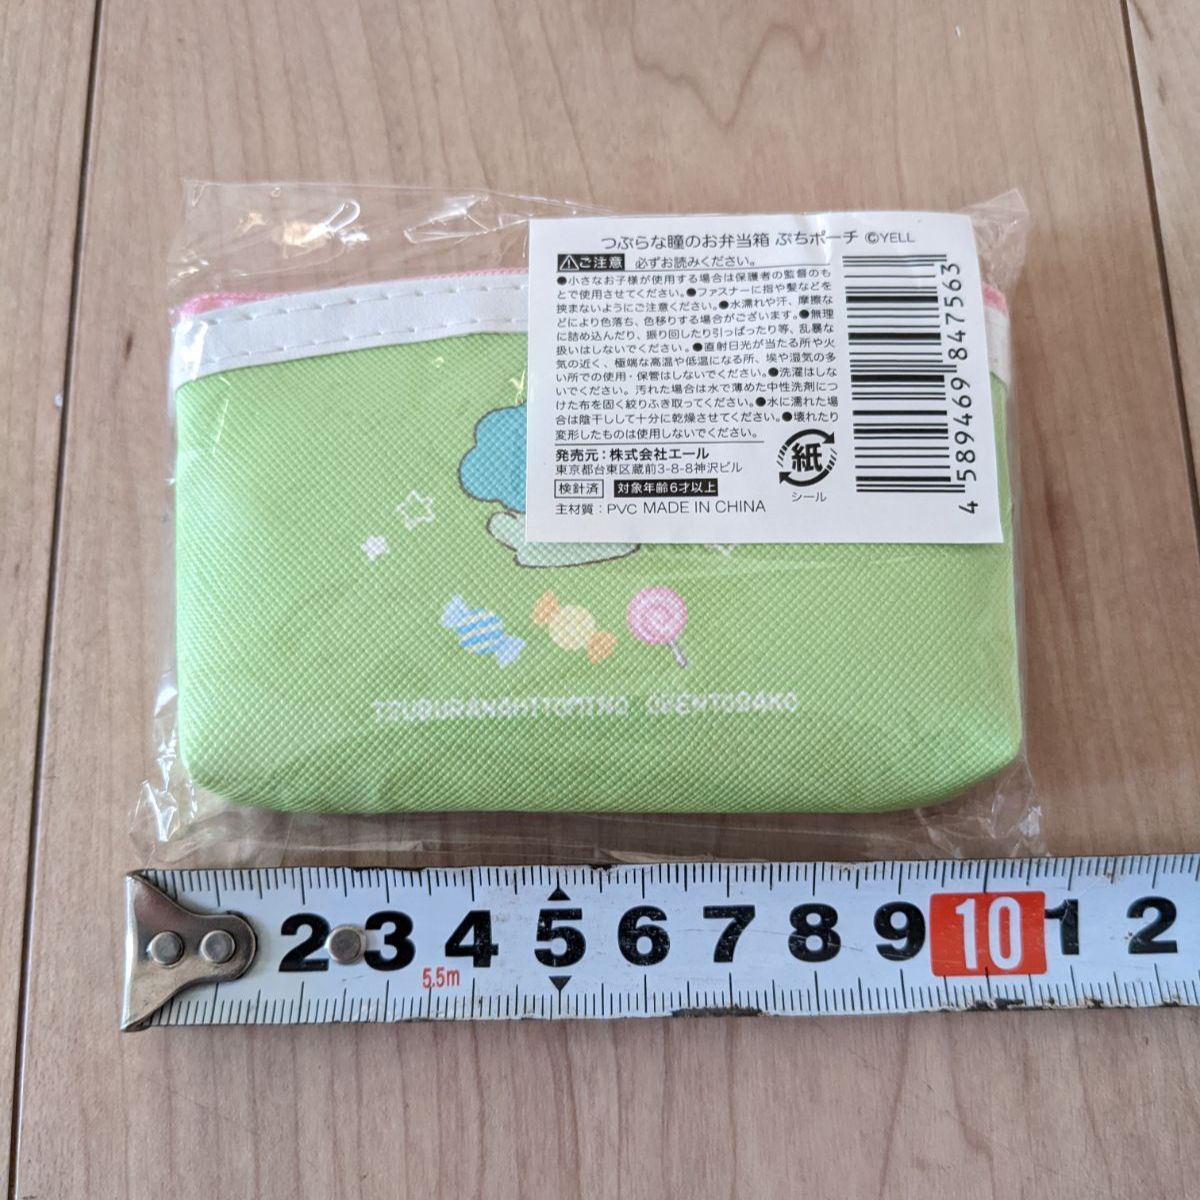 つぶらな瞳のお弁当箱 ぷちポーチ ©YELL
⚠ご注意 必ずお読みください。
●小さなお子様が使用する場合は保護者の監督のも
とで使用させてください。●ファスナーに指や髪などを
挟まないようにご注意ください。●水濡れや汗、摩擦な
どにより色落ち、色移りする場合がございます。●無理
に詰め込んだり、振り回したり引っぱったり等、乱暴な
扱いはしないでください。●直射日光が当たる所や火
気の近く、極端な高温や低温になる所、埃や湿気の多
い所での使用・保管はしないでください。●洗濯はしな
いでください。汚れた場合は水で薄めた中性洗剤につ
けた布を固く絞りふき取ってください。●水に濡れた場
合は陰干しして十分に乾燥させてください。●壊れたり
変形したものは使用しないでください。
発売元：株式会社エール
東京都台東区蔵前3-8-8神沢ビル
検針済 対象年齢6才以上
主材質：PVC MADE IN CHINA
紙
シール
4 589469 847563
TSUBURANAHITOMINO OBENTOBAKO
2 3 4 5 6 7 8 9 10 1 2
5.5m